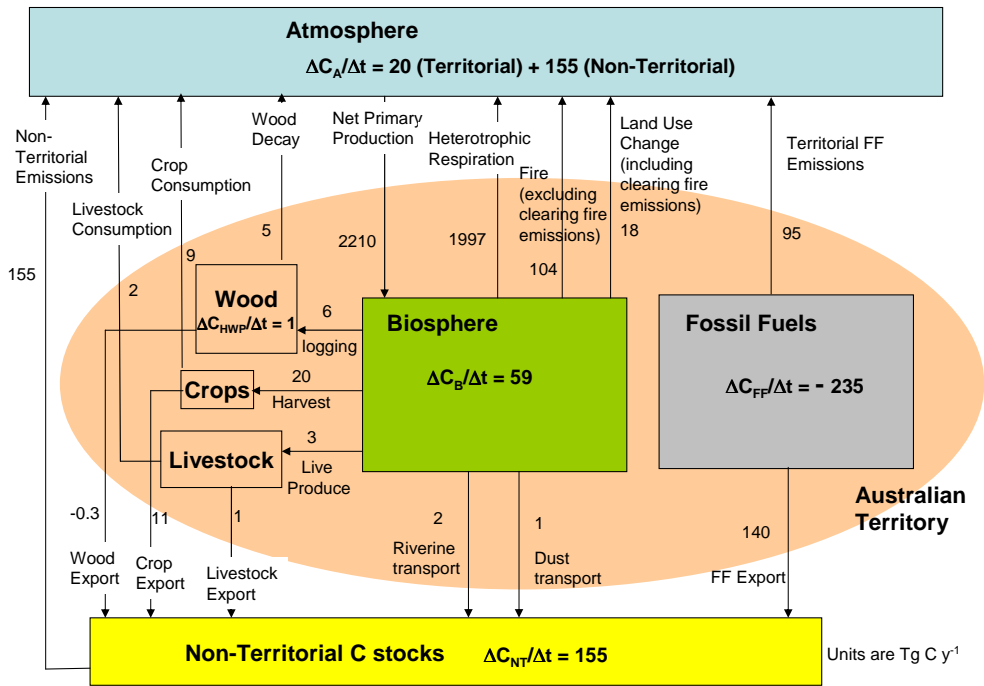 Atmosphere
ΔC_A/Δt = 20 (Territorial) + 155 (Non-Territorial)
Non-
Territorial
Emissions
Livestock
Consumption
Crop
Consumption
Wood
Decay
Net Primary
Production
Heterotrophic
Respiration
Fire
(excluding
clearing fire
emissions)
Land Use
Change
(including
clearing fire
emissions)
Territorial FF
Emissions
155
2
9
5
2210
1997
104
18
95
Wood
ΔC_HWP/Δt = 1
6
logging
Crops
20
Harvest
Livestock
3
Live
Produce
Biosphere
ΔC_B/Δt = 59
Fossil Fuels
ΔC_FF/Δt = - 235
Australian
Territory
-0.3
Wood
Export
11
Crop
Export
1
Livestock
Export
2
Riverine
transport
1
Dust
transport
140
FF Export
Non-Territorial C stocks ΔC_NT/Δt = 155
Units are Tg C y⁻¹